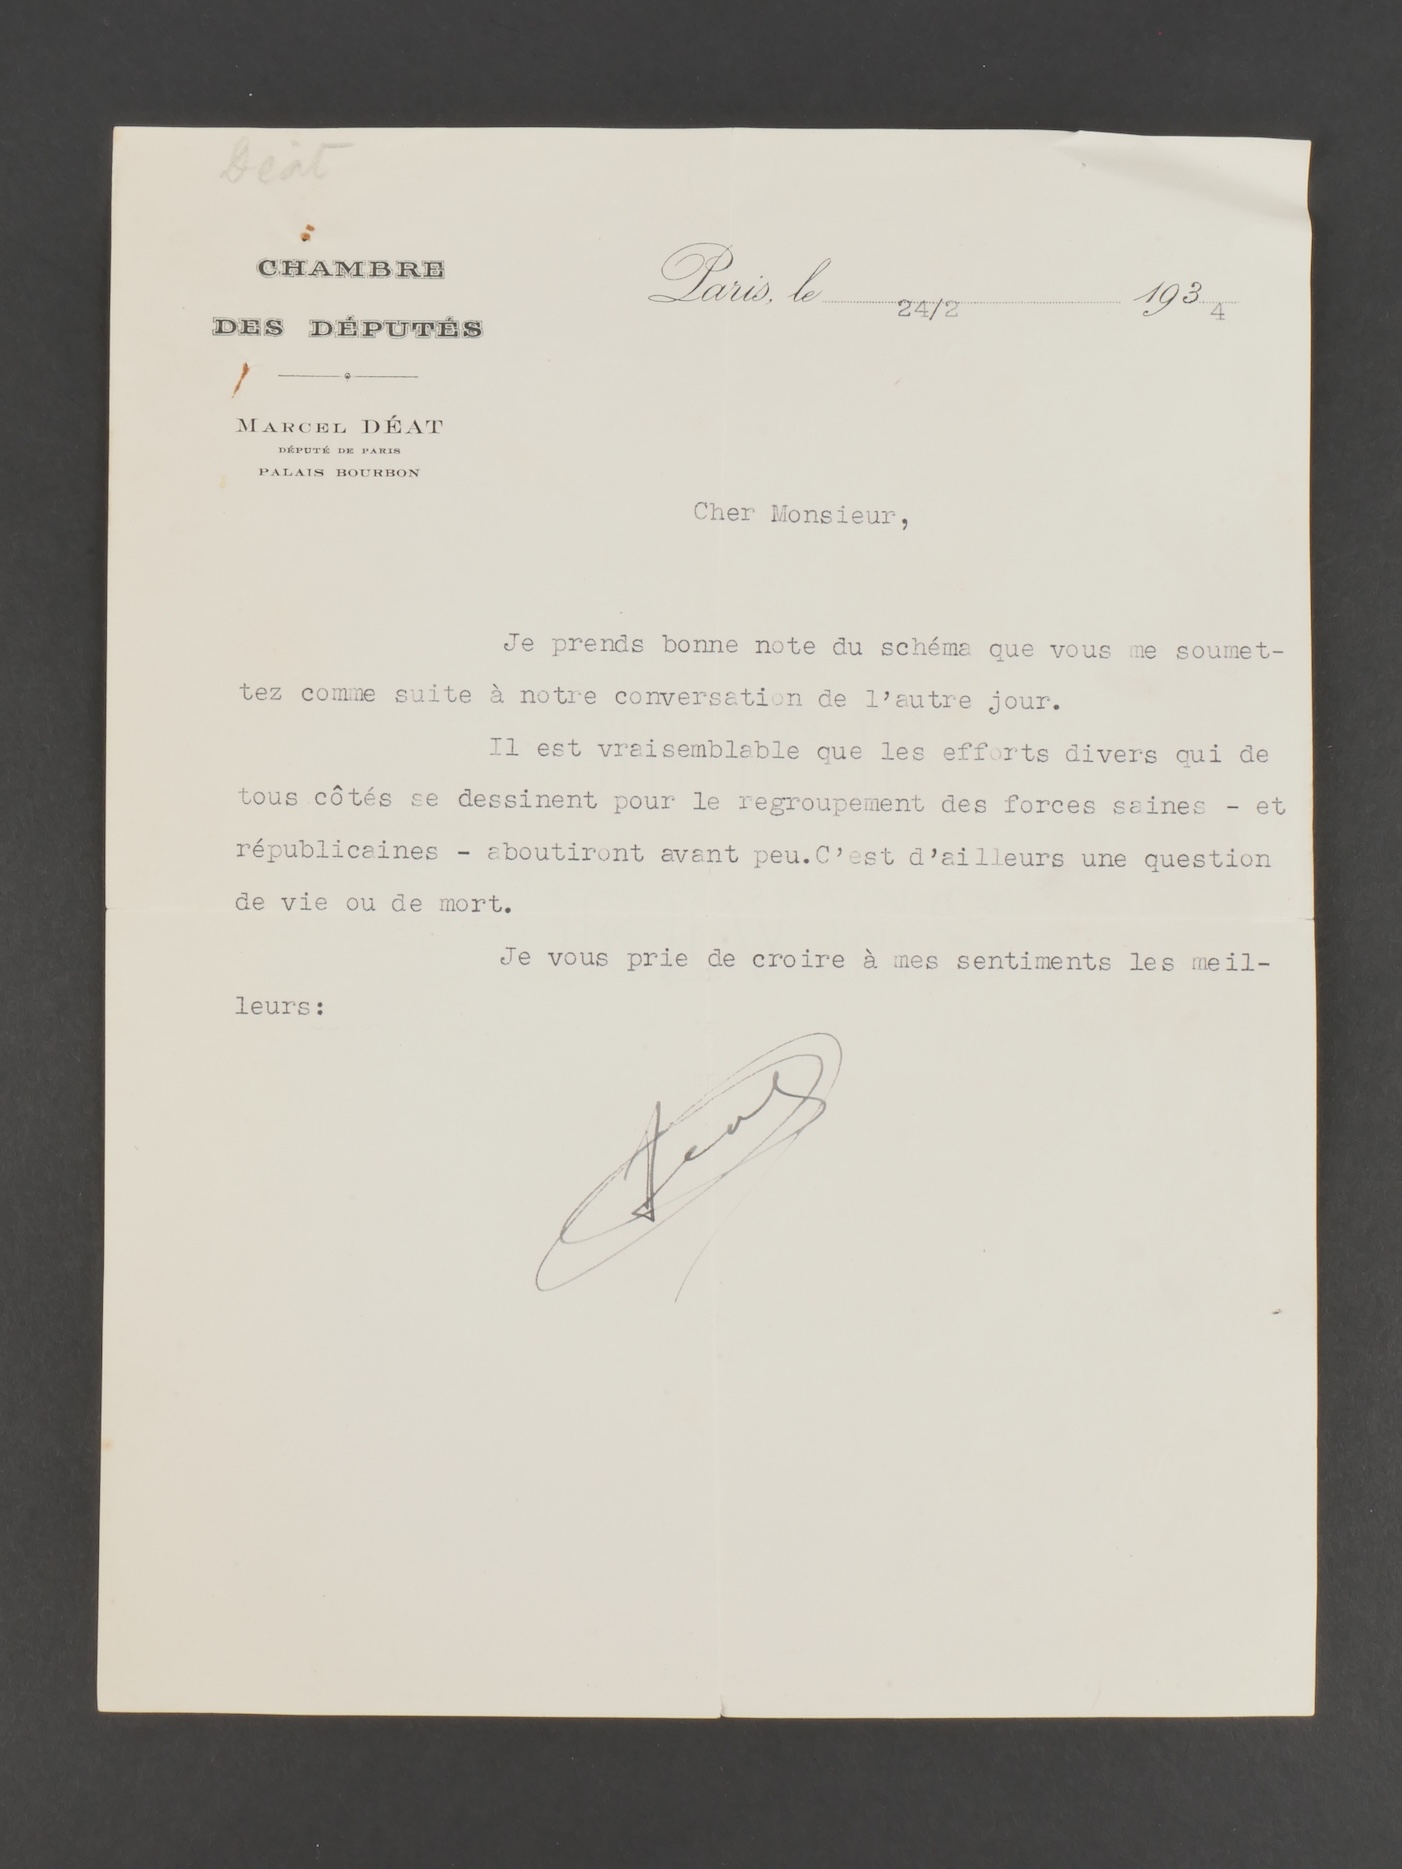 Déat
CHAMBRE
DES DÉPUTÉS
MARCEL DÉAT
DÉPUTÉ DE PARIS
PALAIS BOURBON
Paris, le 24/2 1934
Cher Monsieur,
Je prends bonne note du schéma que vous me soumet-
tez comme suite à notre conversation de l'autre jour.
Il est vraisemblable que les efforts divers qui de
tous côtés se dessinent pour le regroupement des forces saines - et
républicaines - aboutiront avant peu.C'est d'ailleurs une question
de vie ou de mort.
Je vous prie de croire à mes sentiments les meil-
leurs:
Déat